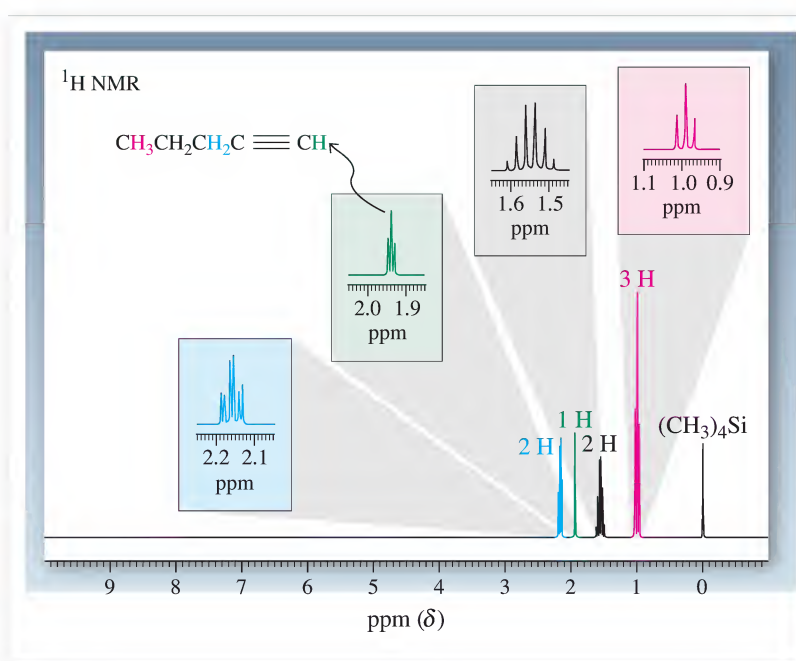 ¹H NMR
CH₃CH₂CH₂C≡CH
1.6 1.5
ppm
1.1 1.0 0.9
ppm
2.0 1.9
ppm
2.2 2.1
ppm
3 H
1 H
2 H
2 H
(CH₃)₄Si
9 8 7 6 5 4 3 2 1 0
ppm (δ)